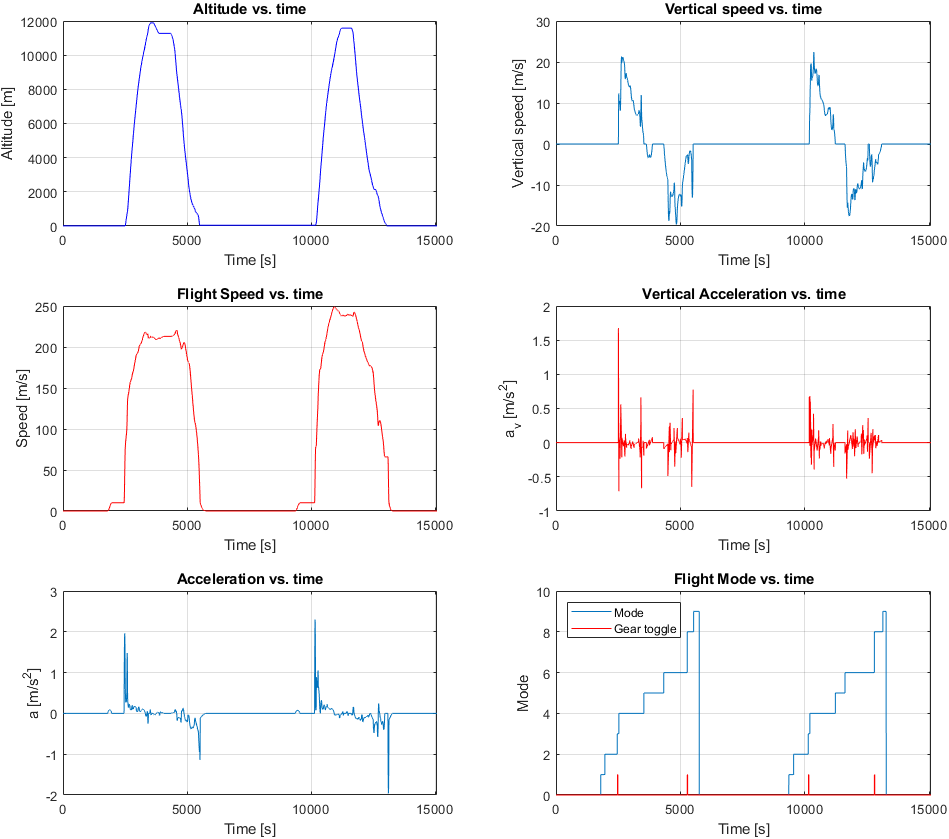 Altitude vs. time
12000
10000
8000
6000
4000
2000
0
Altitude [m]
0 5000 10000 15000
Time [s]
Vertical speed vs. time
30
20
10
0
-10
-20
Vertical speed [m/s]
0 5000 10000 15000
Time [s]
Flight Speed vs. time
250
200
150
100
50
0
Speed [m/s]
0 5000 10000 15000
Time [s]
Vertical Acceleration vs. time
2
1.5
1
0.5
0
-0.5
-1
a_v [m/s²]
0 5000 10000 15000
Time [s]
Acceleration vs. time
3
2
1
0
-1
-2
a [m/s²]
0 5000 10000 15000
Time [s]
Flight Mode vs. time
10
8
6
4
2
0
Mode
Mode
Gear toggle
0 5000 10000 15000
Time [s]